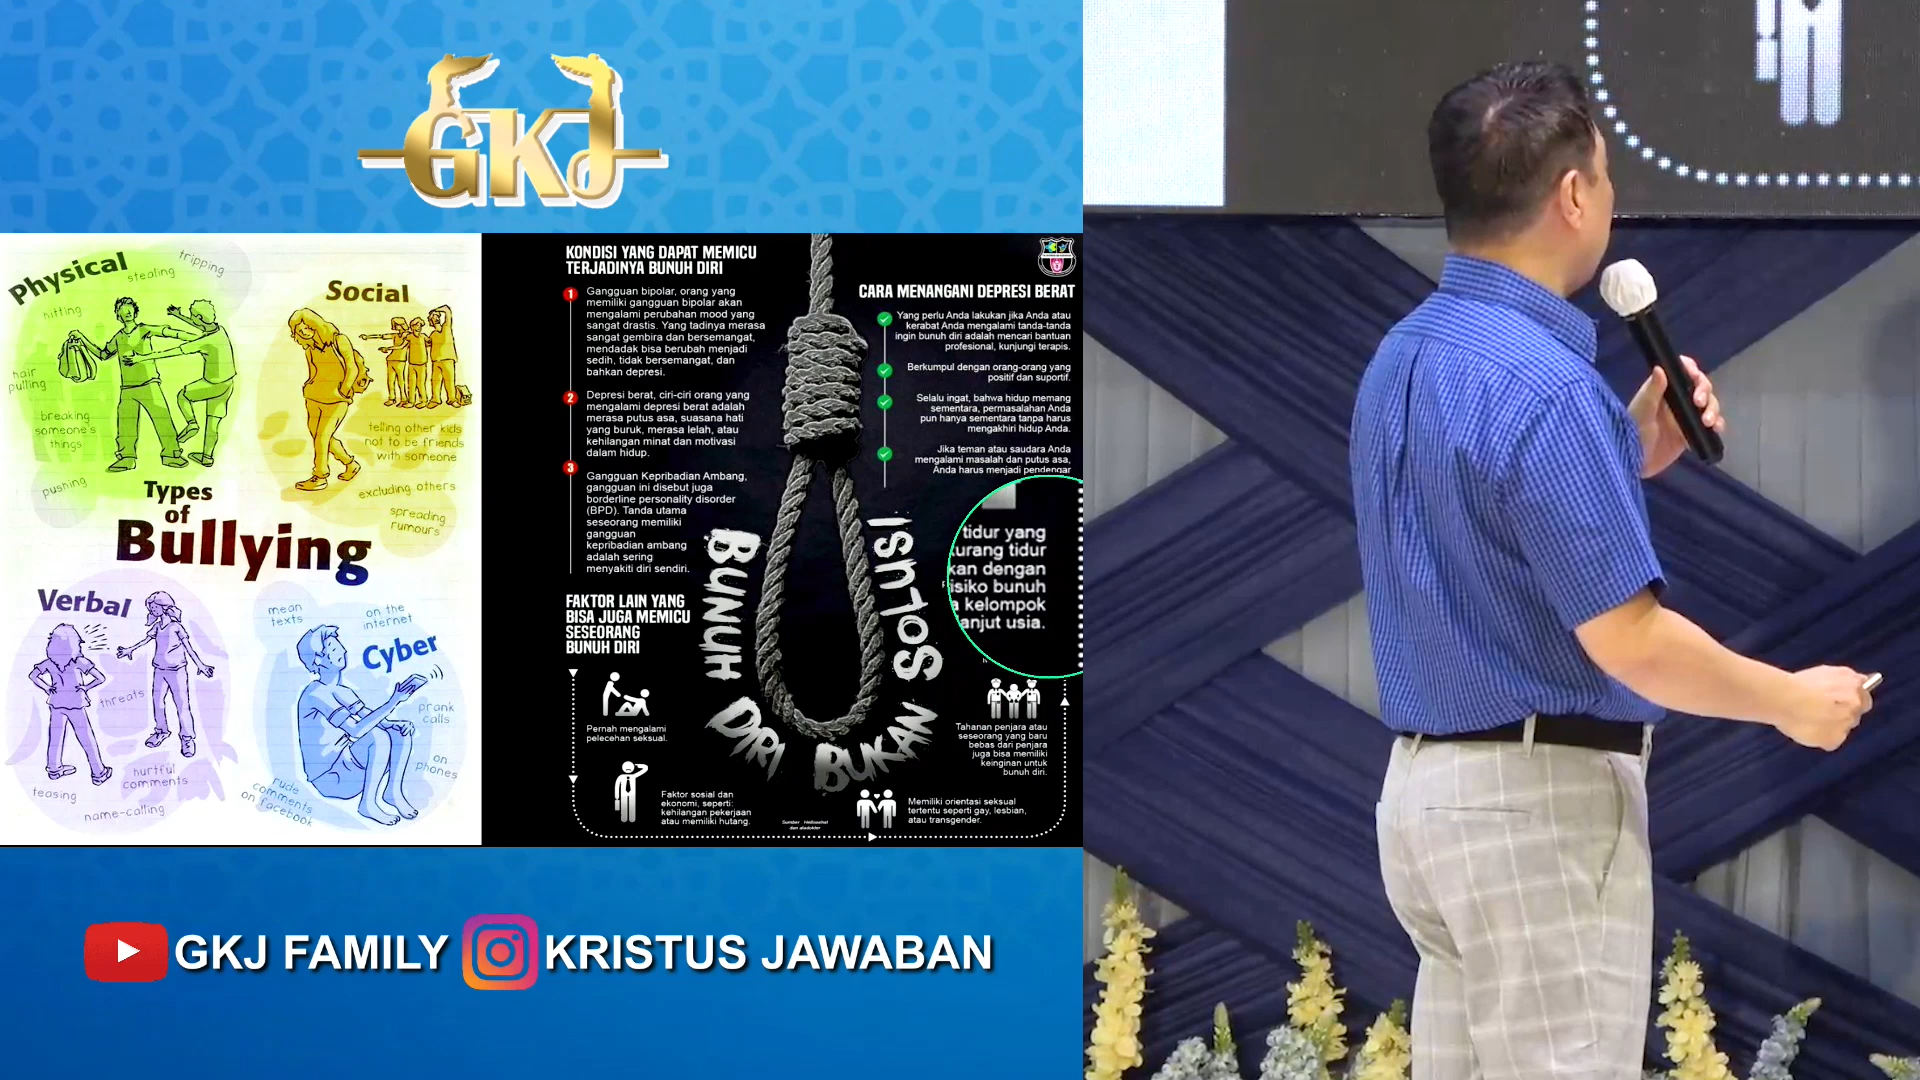 GKJ
Physical
tripping
stealing
hitting
hair
pulling
breaking
someone's
things
pushing
Social
telling other kids
not to be friends
with someone
excluding others
spreading
rumours
Types
of
Bullying
Verbal
threats
hurtful
comments
teasing
name-calling
mean
texts
on the
internet
Cyber
prank
calls
on
phones
rude
comments
on facebook
KONDISI YANG DAPAT MEMICU
TERJADINYA BUNUH DIRI
1
Gangguan bipolar, orang yang
memiliki gangguan bipolar akan
mengalami perubahan mood yang
sangat drastis. Yang tadinya merasa
sangat gembira dan bersemangat,
mendadak bisa berubah menjadi
sedih, tidak bersemangat, dan
bahkan depresi.
2
Depresi berat, ciri-ciri orang yang
mengalami depresi berat adalah
merasa putus asa, suasana hati
yang buruk, merasa lelah, atau
kehilangan minat dan motivasi
dalam hidup.
3
Gangguan Kepribadian Ambang,
gangguan ini disebut juga
borderline personality disorder
(BPD). Tanda utama
seseorang memiliki
gangguan
kepribadian ambang
adalah sering
menyakiti diri sendiri.
FAKTOR LAIN YANG
BISA JUGA MEMICU
SESEORANG
BUNUH DIRI
Pernah mengalami
pelecehan seksual.
Faktor sosial dan
ekonomi, seperti:
kehilangan pekerjaan
atau memiliki hutang.
BUNUH DIRI BUKAN SOLUSI
CARA MENANGANI DEPRESI BERAT
Yang perlu Anda lakukan jika Anda atau
kerabat Anda mengalami tanda-tanda
ingin bunuh diri adalah mencari bantuan
profesional, kunjungi terapis.
Berkumpul dengan orang-orang yang
positif dan suportif.
Selalu ingat, bahwa hidup memang
sementara, permasalahan Anda
pun hanya sementara tanpa harus
mengakhiri hidup Anda.
Jika teman atau saudara Anda
mengalami masalah dan putus asa,
Anda harus menjadi pendengar
tidur yang
urang tidur
kan dengan
isiko bunuh
a kelompok
anjut usia.
Tahanan penjara atau
seseorang yang baru
bebas dari penjara
juga bisa memiliki
keinginan untuk
bunuh diri.
Memiliki orientasi seksual
tertentu seperti gay, lesbian,
atau transgender.
GKJ FAMILY
KRISTUS JAWABAN